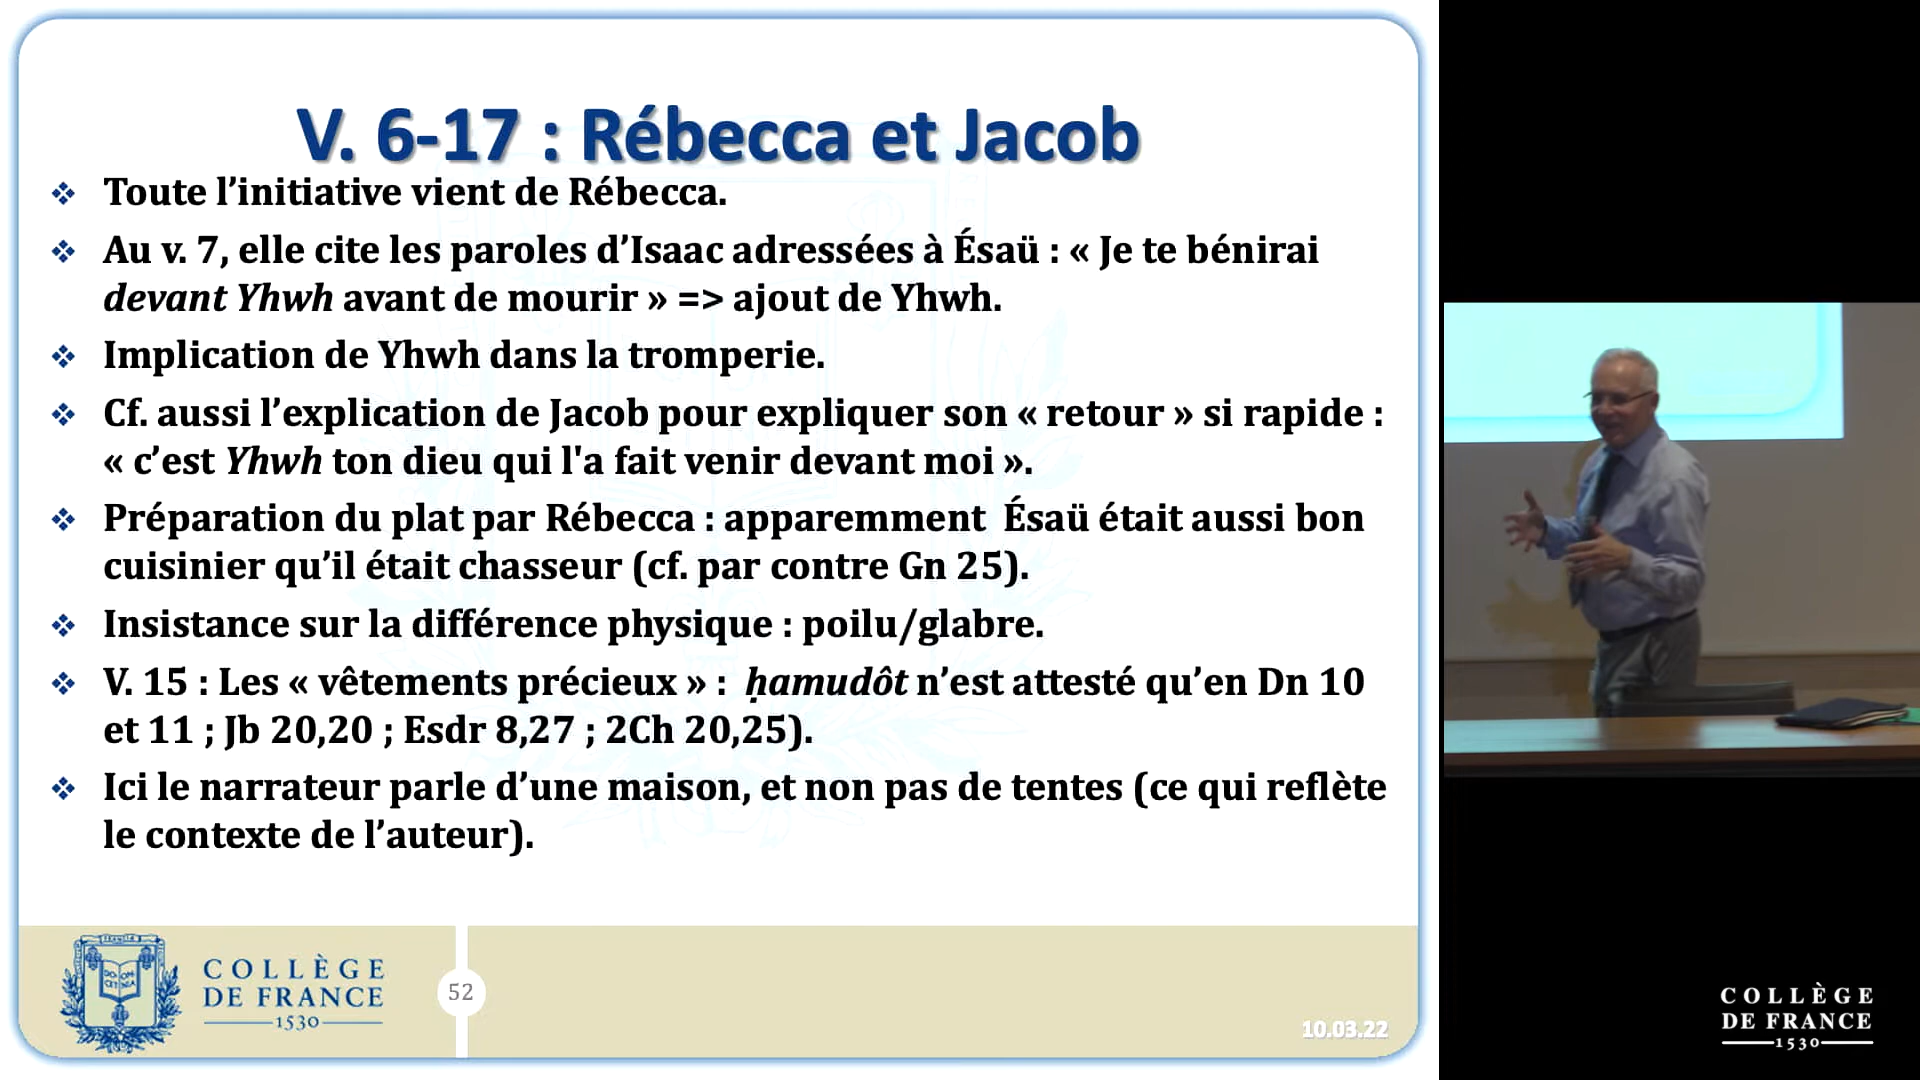 V. 6-17 : Rébecca et Jacob
❖ Toute l’initiative vient de Rébecca.
❖ Au v. 7, elle cite les paroles d’Isaac adressées à Ésaü : « Je te bénirai
devant Yhwh avant de mourir » => ajout de Yhwh.
❖ Implication de Yhwh dans la tromperie.
❖ Cf. aussi l’explication de Jacob pour expliquer son « retour » si rapide :
« c’est Yhwh ton dieu qui l'a fait venir devant moi ».
❖ Préparation du plat par Rébecca : apparemment Ésaü était aussi bon
cuisinier qu’il était chasseur (cf. par contre Gn 25).
❖ Insistance sur la différence physique : poilu/glabre.
❖ V. 15 : Les « vêtements précieux » : ḥamudôt n’est attesté qu’en Dn 10
et 11 ; Jb 20,20 ; Esdr 8,27 ; 2Ch 20,25).
❖ Ici le narrateur parle d’une maison, et non pas de tentes (ce qui reflète
le contexte de l’auteur).
COLLÈGE
DE FRANCE
1530
52
10.03.22
COLLÈGE
DE FRANCE
1530